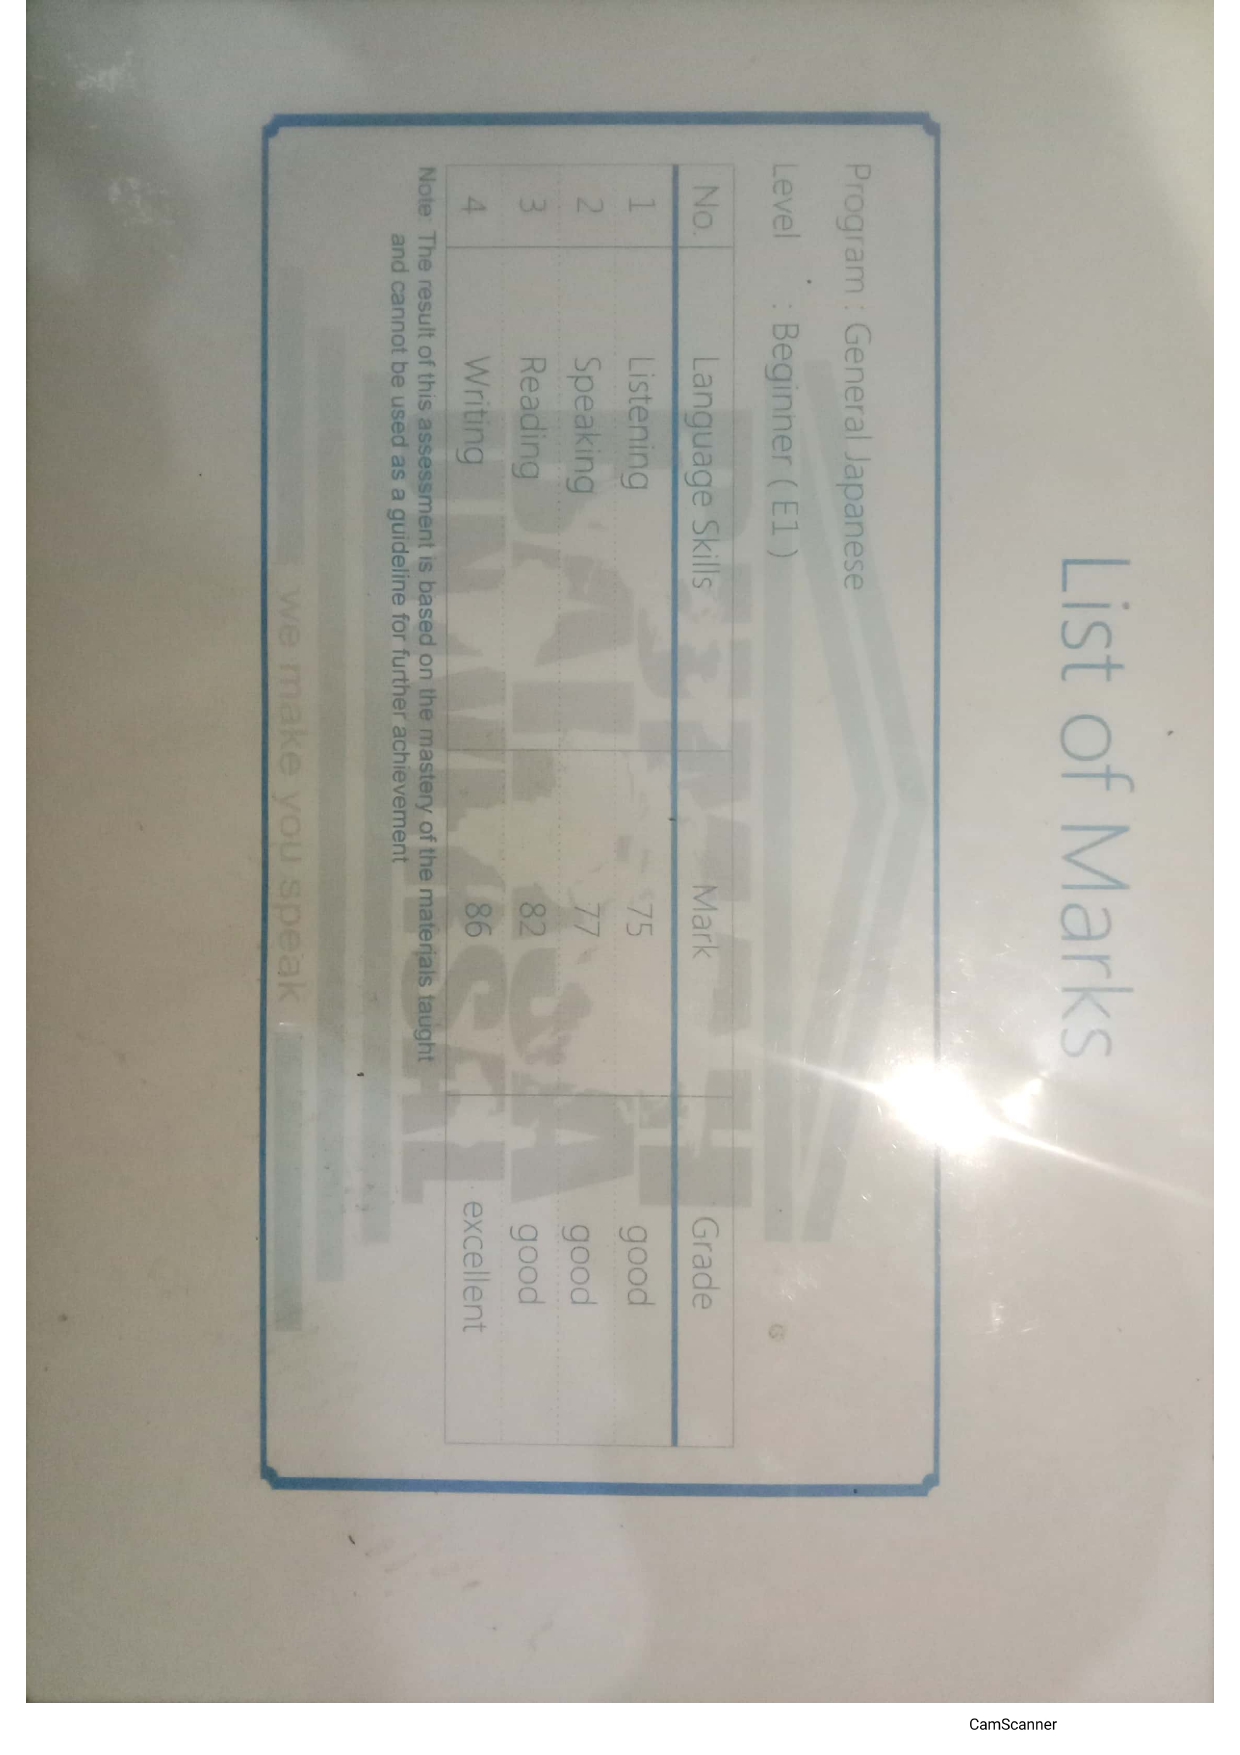 List of Marks
Program : General Japanese
Level : Beginner ( E1 )
No. Language Skills Mark Grade
1 Listening 75 good
2 Speaking 77 good
3 Reading 82 good
4 Writing 86 excellent
Note: The result of this assessment is based on the mastery of the materials taught
and cannot be used as a guideline for further achievement
we make you speak
CamScanner